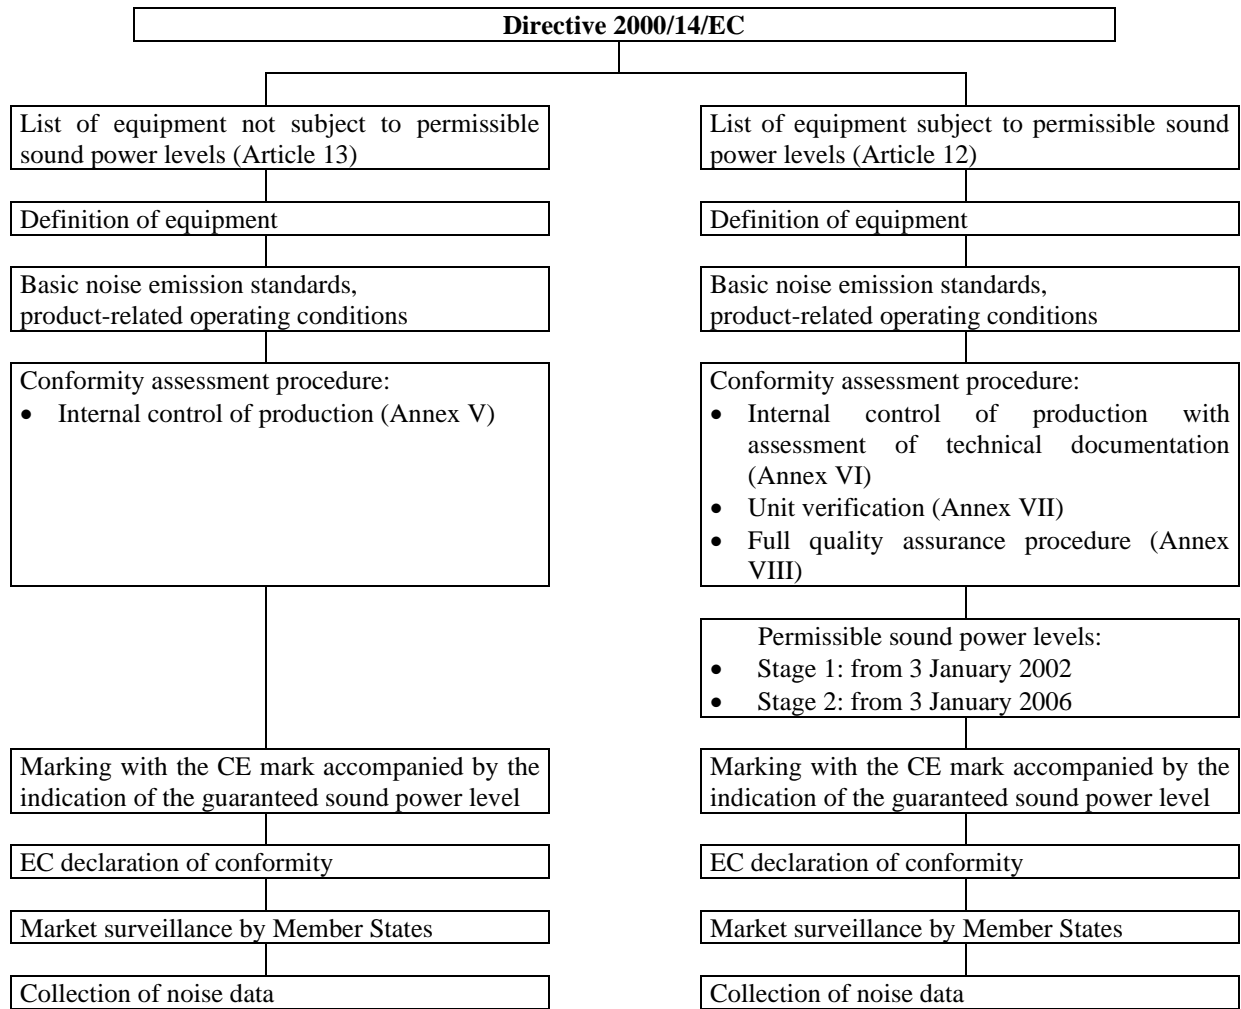 Directive 2000/14/EC
List of equipment not subject to permissible
sound power levels (Article 13)
Definition of equipment
Basic noise emission standards,
product-related operating conditions
Conformity assessment procedure:
• Internal control of production (Annex V)
Marking with the CE mark accompanied by the
indication of the guaranteed sound power level
EC declaration of conformity
Market surveillance by Member States
Collection of noise data
List of equipment subject to permissible sound
power levels (Article 12)
Definition of equipment
Basic noise emission standards,
product-related operating conditions
Conformity assessment procedure:
• Internal control of production with
assessment of technical documentation
(Annex VI)
• Unit verification (Annex VII)
• Full quality assurance procedure (Annex
VIII)
Permissible sound power levels:
• Stage 1: from 3 January 2002
• Stage 2: from 3 January 2006
Marking with the CE mark accompanied by the
indication of the guaranteed sound power level
EC declaration of conformity
Market surveillance by Member States
Collection of noise data